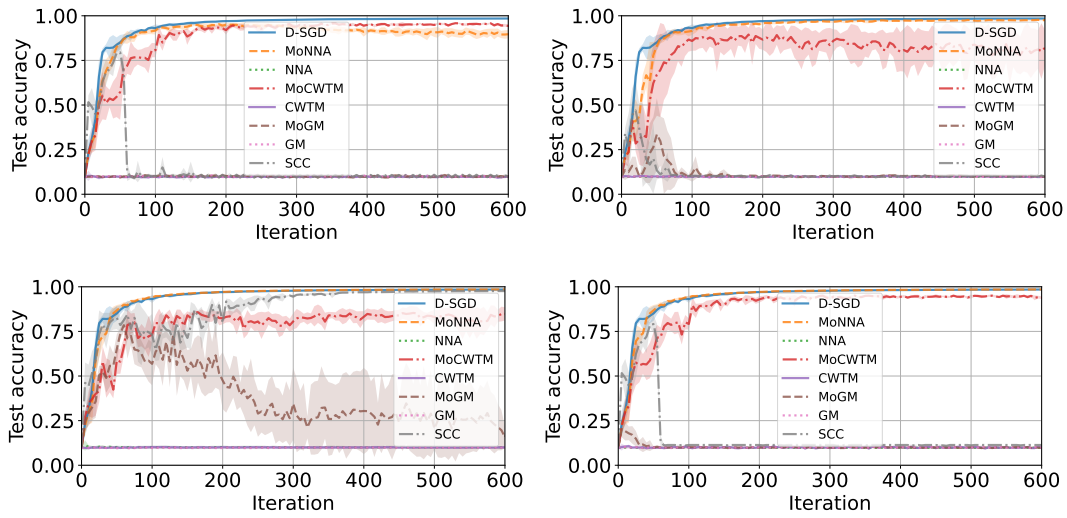 Test accuracy
1.00
0.75
0.50
0.25
0.00
D-SGD
MoNNA
NNA
MoCWTM
CWTM
MoGM
GM
SCC
0 100 200 300 400 500 600
Iteration
Test accuracy
1.00
0.75
0.50
0.25
0.00
D-SGD
MoNNA
NNA
MoCWTM
CWTM
MoGM
GM
SCC
0 100 200 300 400 500 600
Iteration
Test accuracy
1.00
0.75
0.50
0.25
0.00
D-SGD
MoNNA
NNA
MoCWTM
CWTM
MoGM
GM
SCC
0 100 200 300 400 500 600
Iteration
Test accuracy
1.00
0.75
0.50
0.25
0.00
D-SGD
MoNNA
NNA
MoCWTM
CWTM
MoGM
GM
SCC
0 100 200 300 400 500 600
Iteration